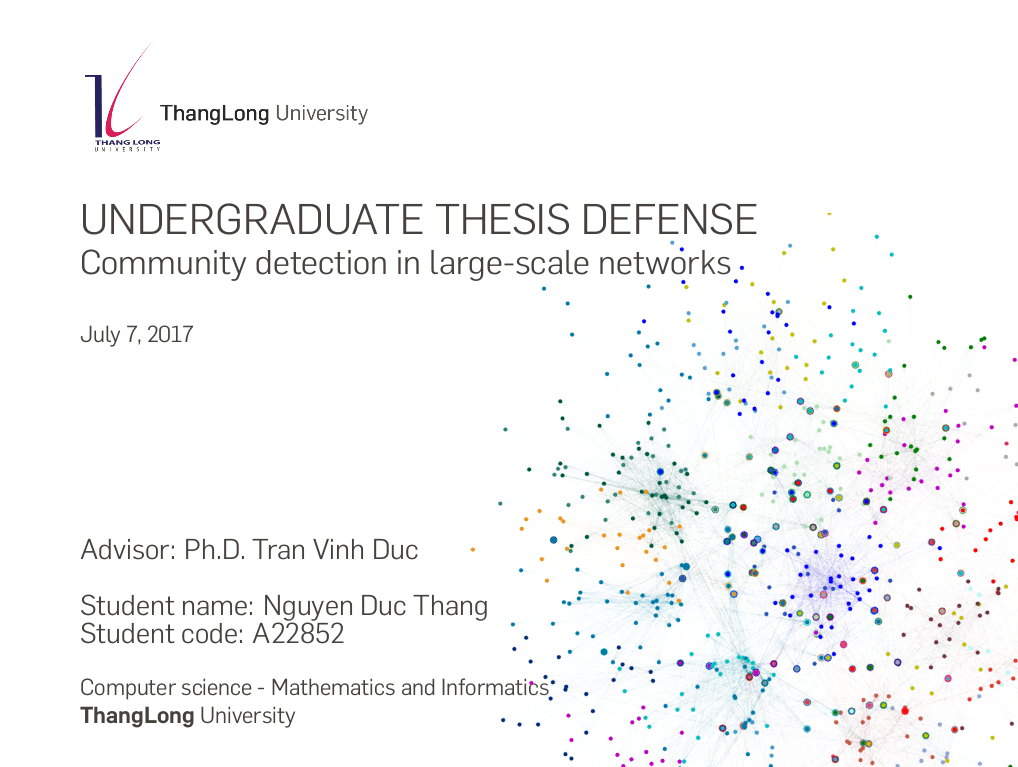 ThangLong University
THANG LONG
UNIVERSITY
UNDERGRADUATE THESIS DEFENSE
Community detection in large-scale networks
July 7, 2017
Advisor: Ph.D. Tran Vinh Duc
Student name: Nguyen Duc Thang
Student code: A22852
Computer science - Mathematics and Informatics
ThangLong University